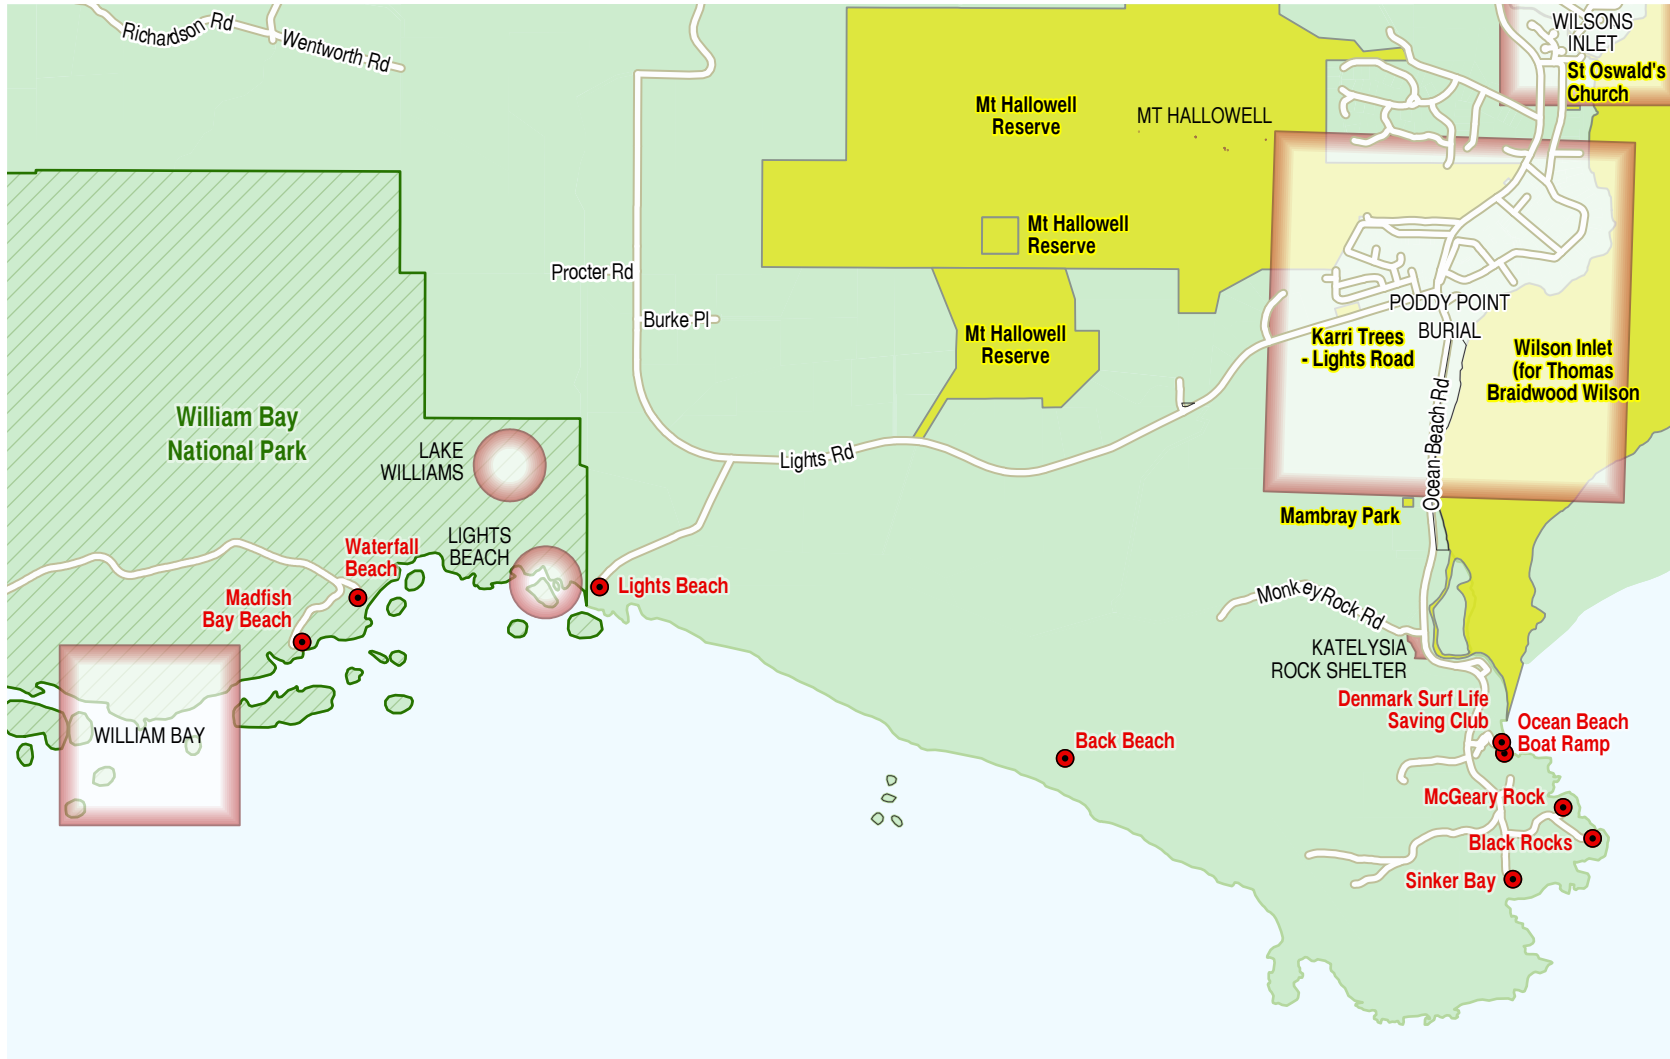 Richardson Rd
Wentworth Rd
WILSONS
INLET
St Oswald's
Church
Mt Hallowell
Reserve
MT HALLOWELL
Mt Hallowell
Reserve
Procter Rd
Burke Pl
Mt Hallowell
Reserve
PODDY POINT
BURIAL
Karri Trees
- Lights Road
Wilson Inlet
(for Thomas
Braidwood Wilson
Ocean Beach Rd
William Bay
National Park
LAKE
WILLIAMS
Lights Rd
Mambray Park
LIGHTS
BEACH
Waterfall
Beach
Lights Beach
Madfish
Bay Beach
Monkey Rock Rd
KATELYSIA
ROCK SHELTER
Denmark Surf Life
Saving Club
Ocean Beach
Boat Ramp
WILLIAM BAY
Back Beach
McGeary Rock
Black Rocks
Sinker Bay